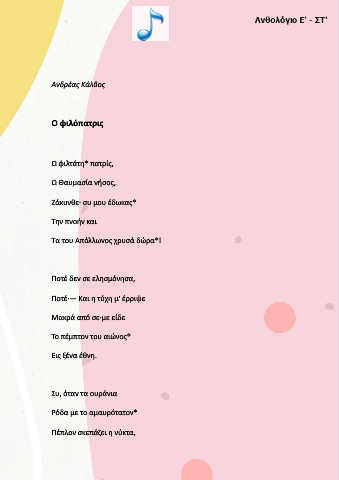 Ανθολόγιο Ε' - ΣΤ'
Ανδρέας Κάλβος
Ο φιλόπατρις
Ω φιλτάτη* πατρίς,
Ω θαυμασία νήσος,
Ζάκυνθε· συ μου έδωκας*
Την πνοήν και
Τα του Απόλλωνος χρυσά δώρα*!
Ποτέ δεν σε ελησμόνησα,
Ποτέ·— Και η τύχη μ' έρριψε
Μακρά από σε·με είδε
Το πέμπτον του αιώνος*
Εις ξένα έθνη.
Συ, όταν τα ουράνια
Ρόδα με το αμαυρότατον*
Πέπλον σκεπάζει η νύκτα,